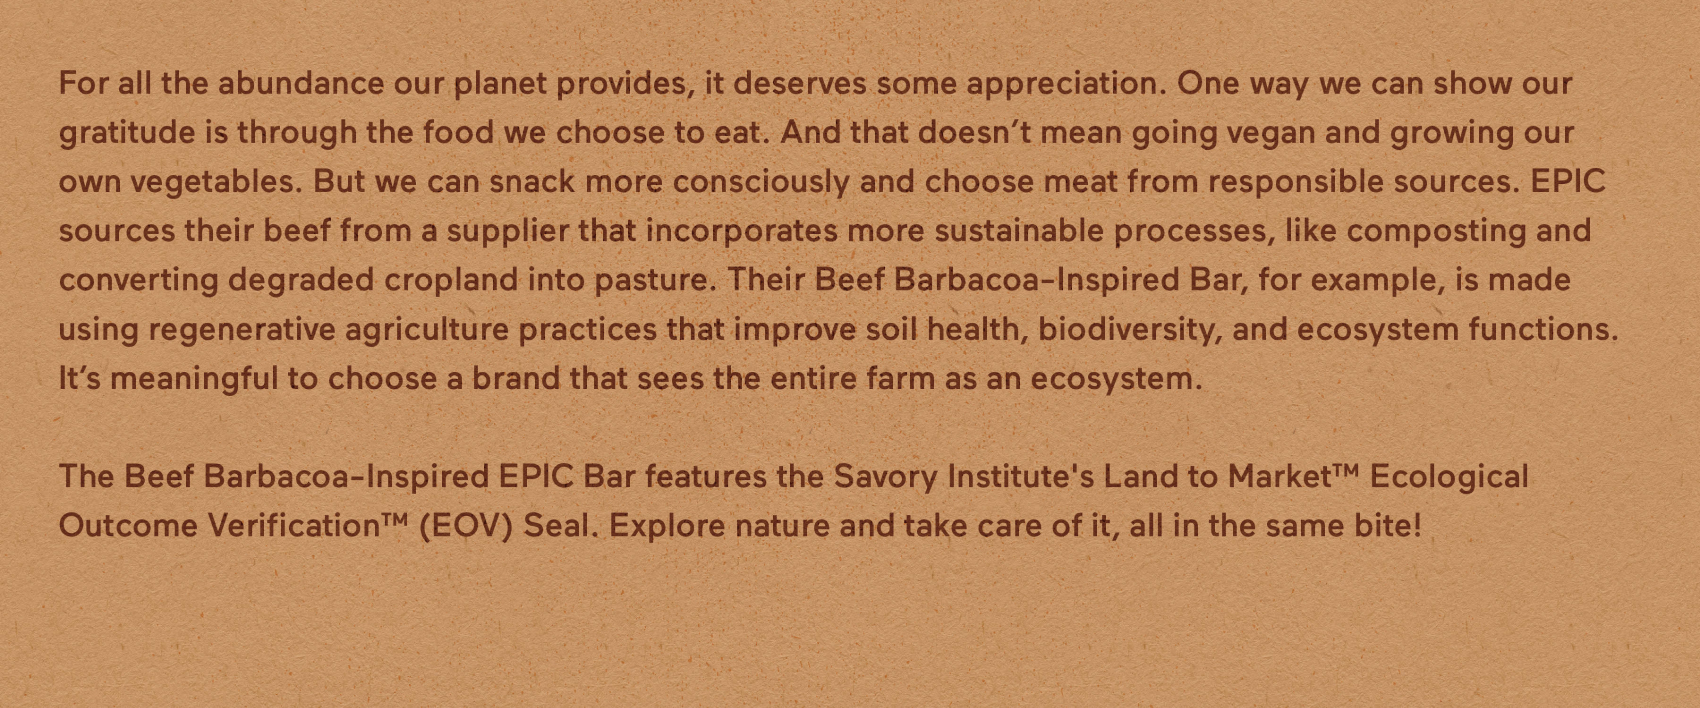 For all the abundance our planet provides, it deserves some appreciation. One way we can show our
gratitude is through the food we choose to eat. And that doesn’t mean going vegan and growing our
own vegetables. But we can snack more consciously and choose meat from responsible sources. EPIC
sources their beef from a supplier that incorporates more sustainable processes, like composting and
converting degraded cropland into pasture. Their Beef Barbacoa-Inspired Bar, for example, is made
using regenerative agriculture practices that improve soil health, biodiversity, and ecosystem functions.
It’s meaningful to choose a brand that sees the entire farm as an ecosystem.
The Beef Barbacoa-Inspired EPIC Bar features the Savory Institute's Land to Market™ Ecological
Outcome Verification™ (EOV) Seal. Explore nature and take care of it, all in the same bite!